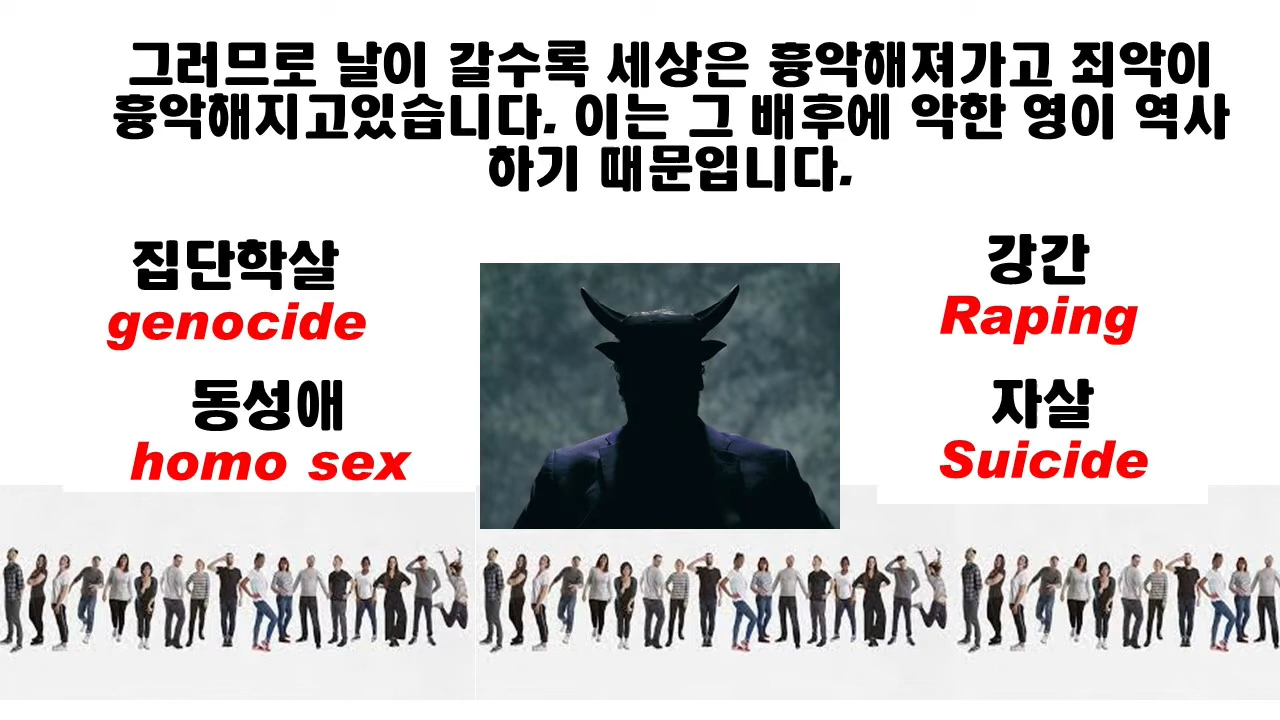 그러므로 날이 갈수록 세상은 흉악해져가고 죄악이
흉악해지고있습니다. 이는 그 배후에 악한 영이 역사
하기 때문입니다.
집단학살
genocide
강간
Raping
동성애
homo sex
자살
Suicide